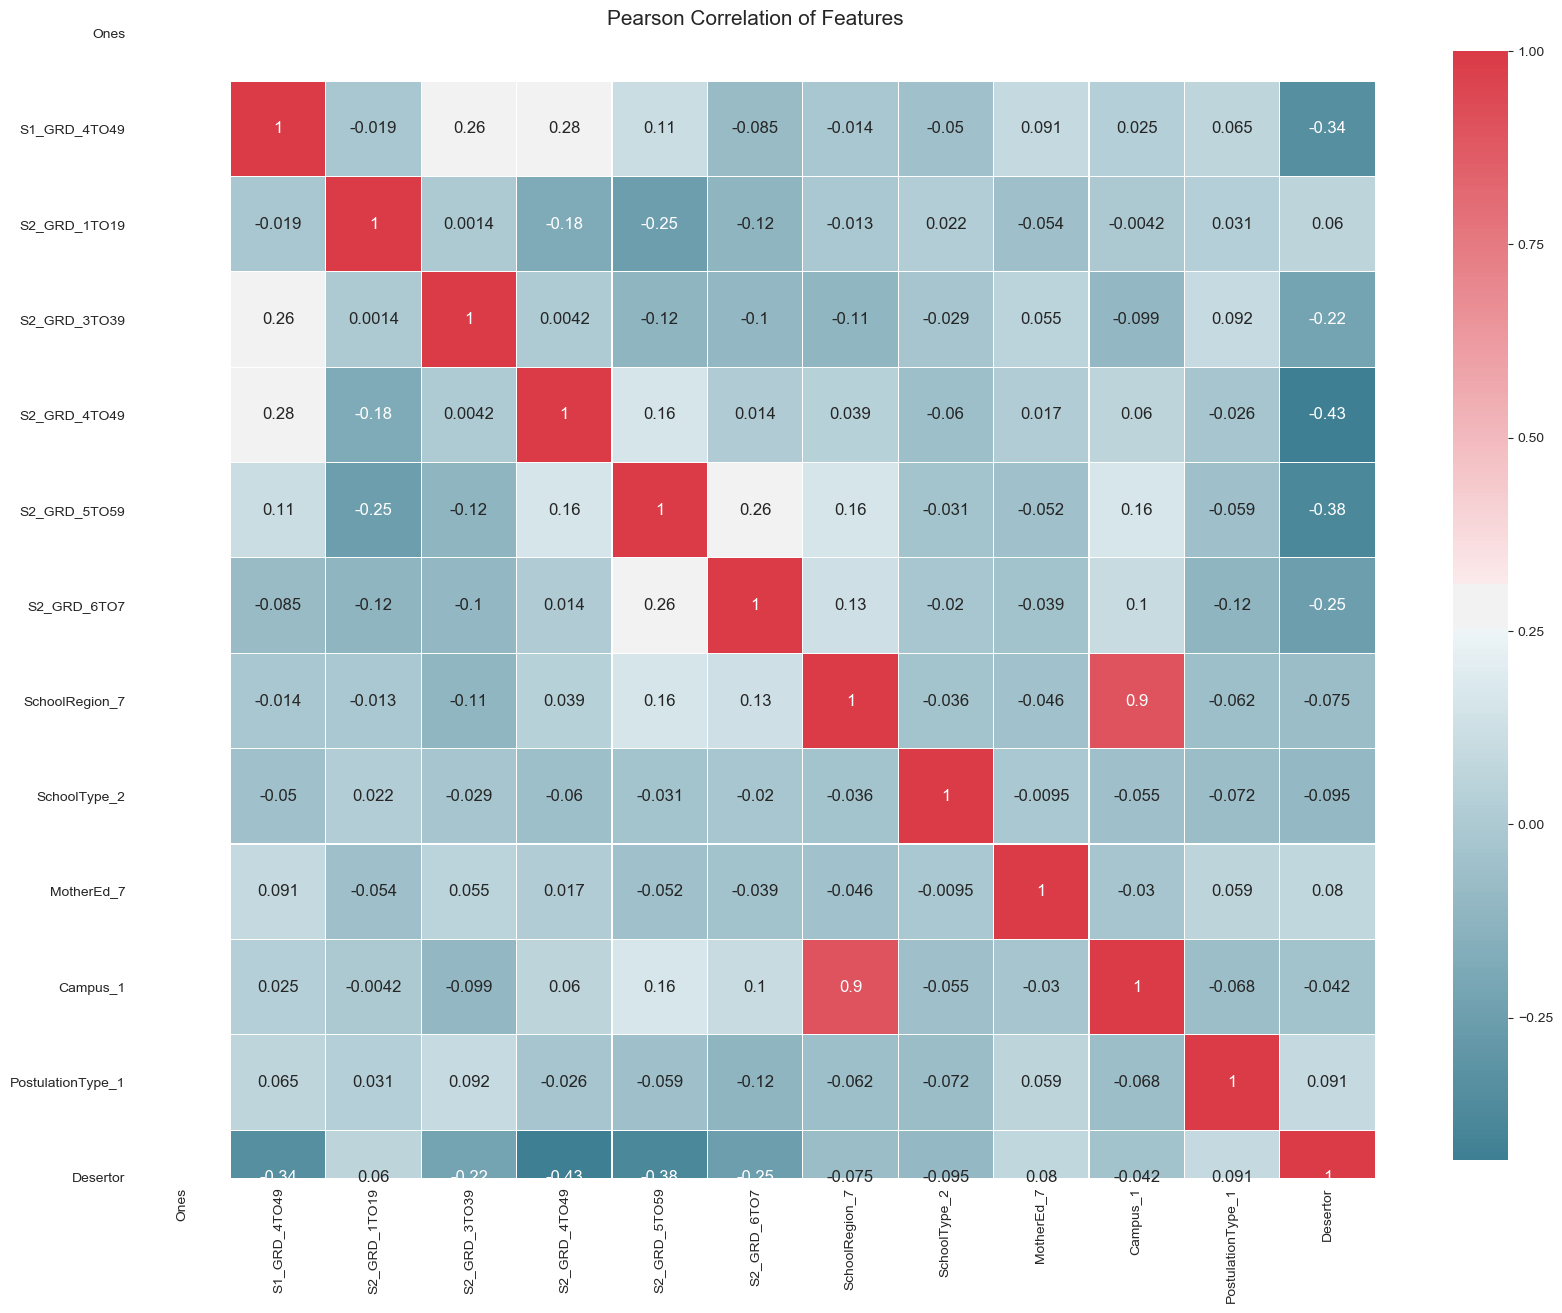 Pearson Correlation of Features
Ones
S1_GRD_4TO49 1 -0.019 0.26 0.28 0.11 -0.085 -0.014 -0.05 0.091 0.025 0.065 -0.34
S2_GRD_1TO19 -0.019 1 0.0014 -0.18 -0.25 -0.12 -0.013 0.022 -0.054 -0.0042 0.031 0.06
S2_GRD_3TO39 0.26 0.0014 1 0.0042 -0.12 -0.1 -0.11 -0.029 0.055 -0.099 0.092 -0.22
S2_GRD_4TO49 0.28 -0.18 0.0042 1 0.16 0.014 0.039 -0.06 0.017 0.06 -0.026 -0.43
S2_GRD_5TO59 0.11 -0.25 -0.12 0.16 1 0.26 0.16 -0.031 -0.052 0.16 -0.059 -0.38
S2_GRD_6TO7 -0.085 -0.12 -0.1 0.014 0.26 1 0.13 -0.02 -0.039 0.1 -0.12 -0.25
SchoolRegion_7 -0.014 -0.013 -0.11 0.039 0.16 0.13 1 -0.036 -0.046 0.9 -0.062 -0.075
SchoolType_2 -0.05 0.022 -0.029 -0.06 -0.031 -0.02 -0.036 1 -0.0095 -0.055 -0.072 -0.095
MotherEd_7 0.091 -0.054 0.055 0.017 -0.052 -0.039 -0.046 -0.0095 1 -0.03 0.059 0.08
Campus_1 0.025 -0.0042 -0.099 0.06 0.16 0.1 0.9 -0.055 -0.03 1 -0.068 -0.042
PostulationType_1 0.065 0.031 0.092 -0.026 -0.059 -0.12 -0.062 -0.072 0.059 -0.068 1 0.091
Desertor -0.34 0.06 -0.22 -0.43 -0.38 -0.25 -0.075 -0.095 0.08 -0.042 0.091 1
Ones
S1_GRD_4TO49
S2_GRD_1TO19
S2_GRD_3TO39
S2_GRD_4TO49
S2_GRD_5TO59
S2_GRD_6TO7
SchoolRegion_7
SchoolType_2
MotherEd_7
Campus_1
PostulationType_1
Desertor
1.00
0.75
0.50
0.25
0.00
−0.25